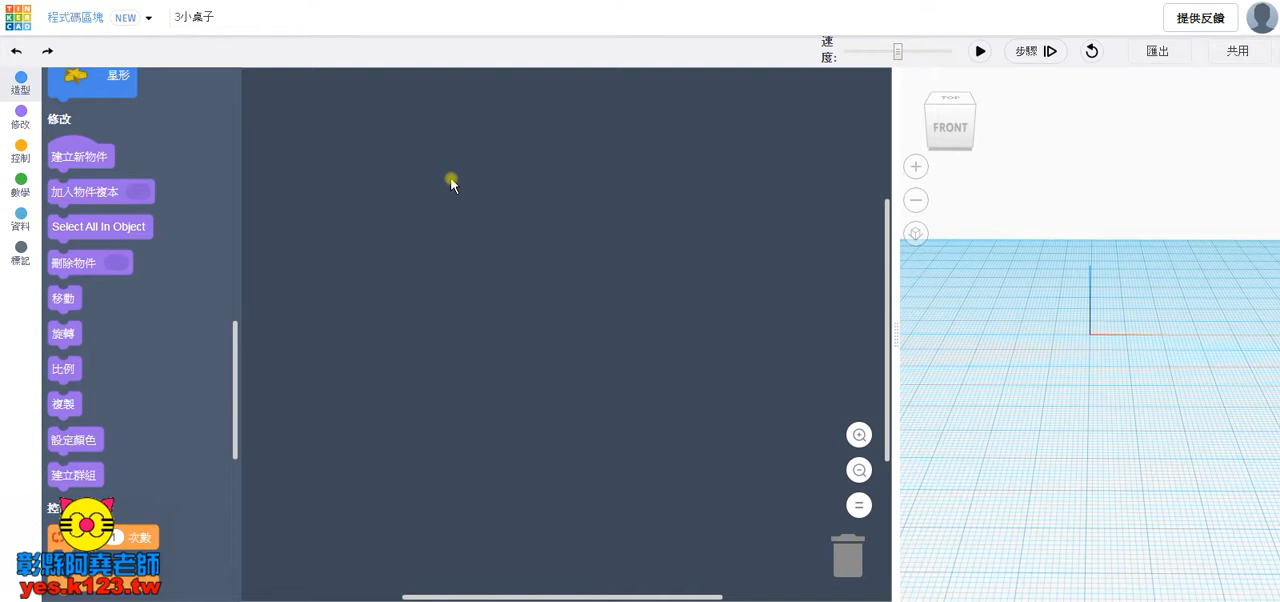 TIN
KER
CAD
程式碼區塊 NEW
3小桌子
提供反饋
速度:
步驟
匯出
共用
造型
修改
控制
數學
資料
標記
星形
修改
建立新物件
加入物件複本
Select All In Object
刪除物件
移動
旋轉
比例
複製
設定顏色
建立群組
控
1 次數
彰縣阿堯老師
yes.k123.tw
TOP
FRONT